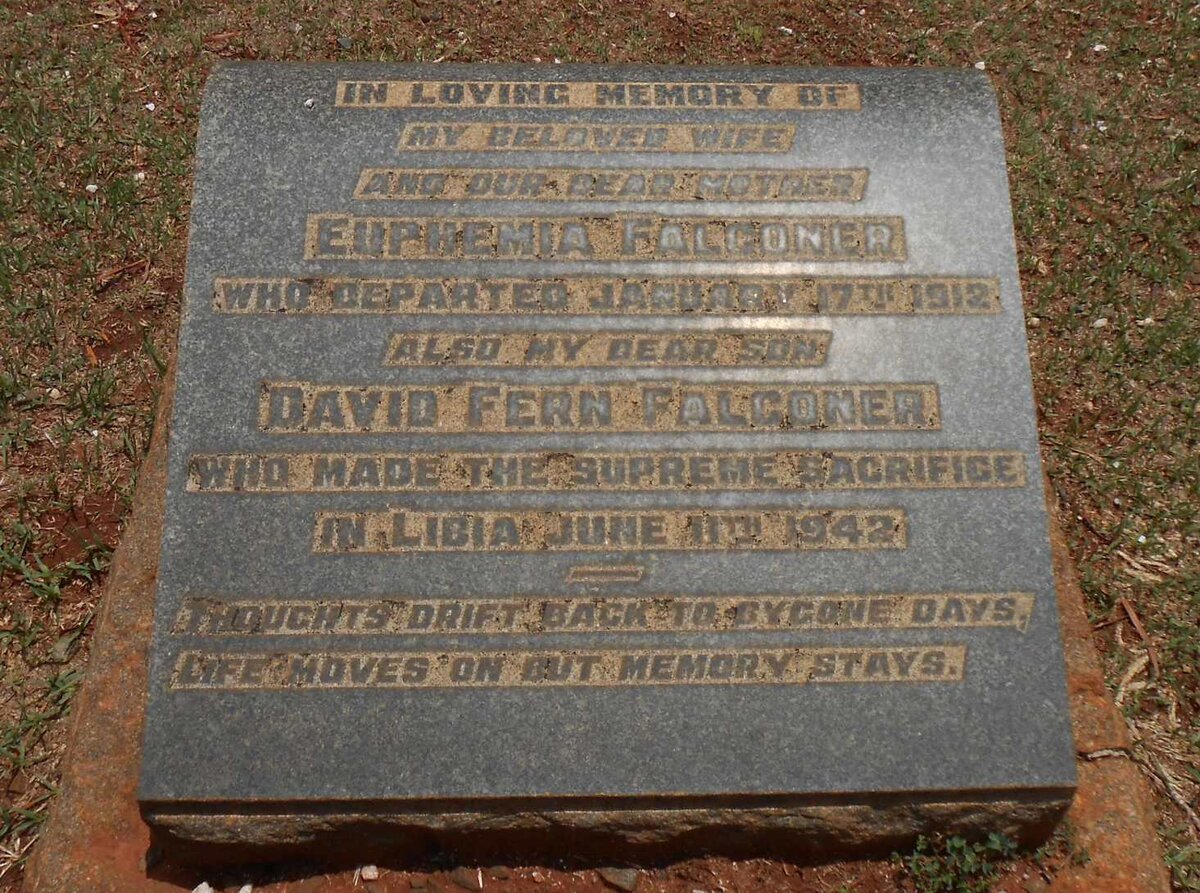 IN LOVING MEMORY OF
MY BELOVED WIFE
AND OUR DEAR MOTHER
EUPHEMIA FALCONER
WHO DEPARTED JANUARY 17TH 1912
ALSO MY DEAR SON
DAVID FERN FALCONER
WHO MADE THE SUPREME SACRIFICE
IN LIBIA JUNE 11TH 1942
THOUGHTS DRIFT BACK TO BYGONE DAYS,
LIFE MOVES ON BUT MEMORY STAYS.